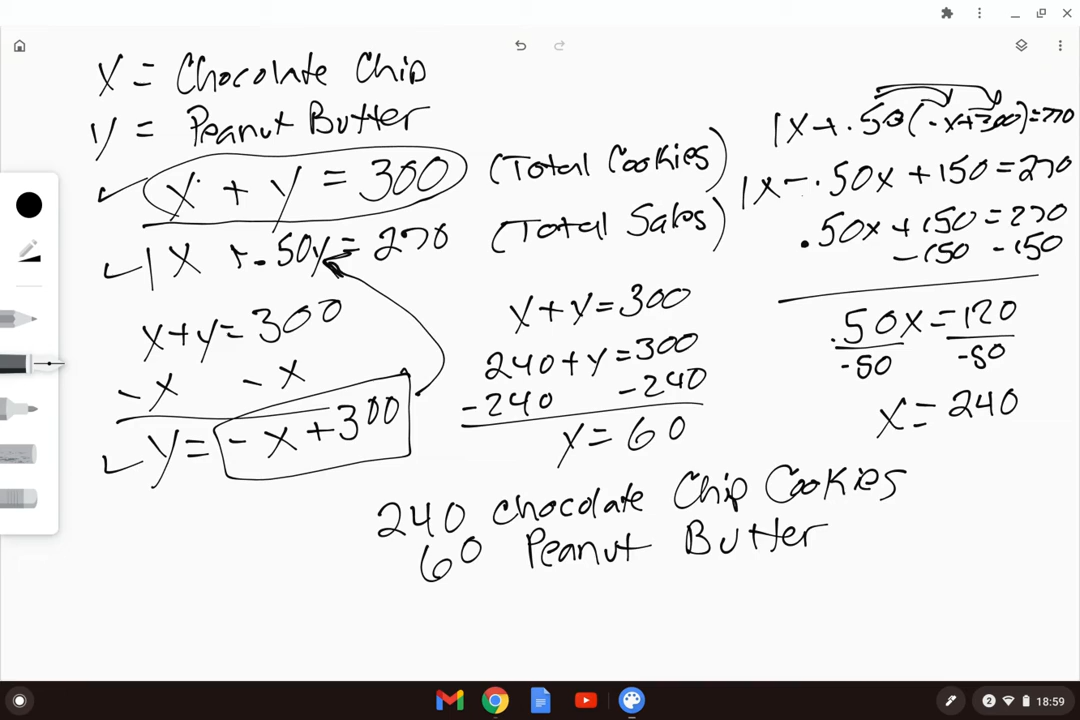 X = Chocolate Chip
y = Peanut Butter
X + y = 300 (Total Cookies)
1X + .50y = 270 (Total Sales)
x+y=300
-x -x
y = -x+300
x+y=300
240+y=300
-240 -240
y=60
1x+.50(-x+300)=270
1x-.50x+150=270
.50x+150=270
-150 -150
.50x=120
.50 .50
x=240
240 Chocolate Chip Cookies
60 Peanut Butter
18:59